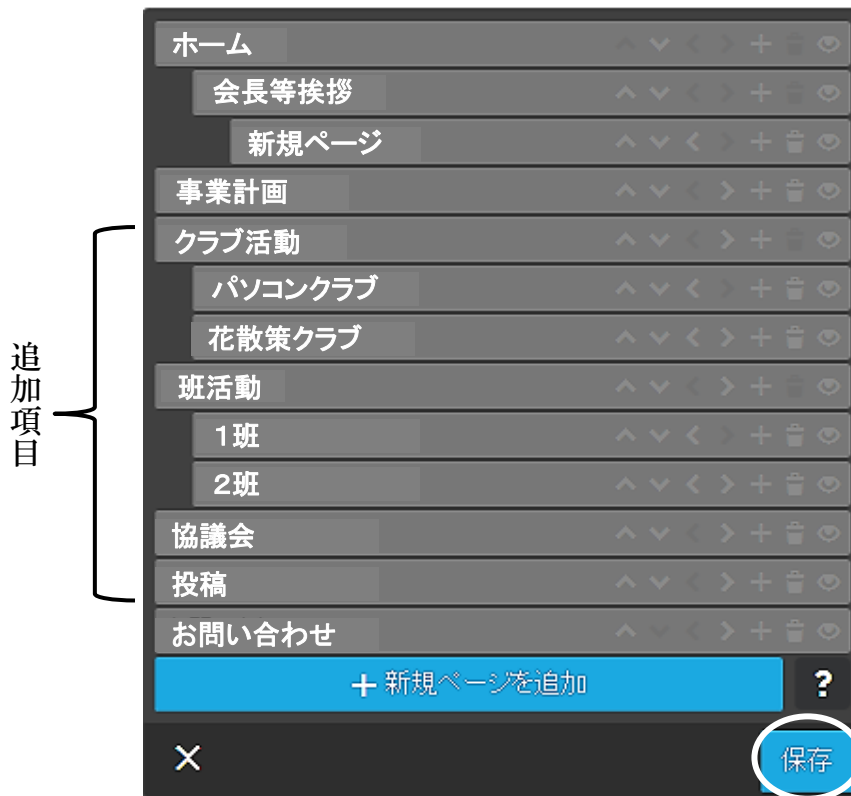 ホーム
会長等挨拶
新規ページ
事業計画
クラブ活動
パソコンクラブ
花散策クラブ
班活動
1班
2班
協議会
投稿
お問い合わせ
追加項目
+ 新規ページを追加
?
×
保存